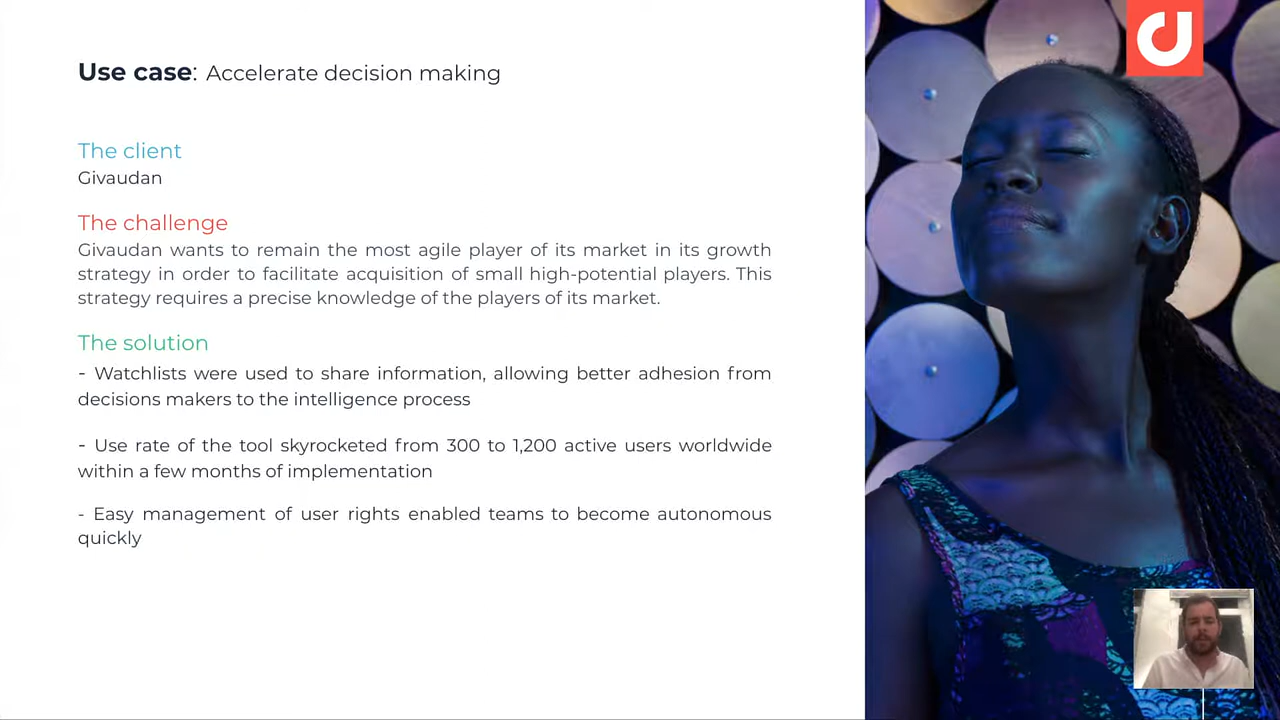 Use case: Accelerate decision making
The client
Givaudan
The challenge
Givaudan wants to remain the most agile player of its market in its growth
strategy in order to facilitate acquisition of small high-potential players. This
strategy requires a precise knowledge of the players of its market.
The solution
- Watchlists were used to share information, allowing better adhesion from
decisions makers to the intelligence process
- Use rate of the tool skyrocketed from 300 to 1,200 active users worldwide
within a few months of implementation
- Easy management of user rights enabled teams to become autonomous
quickly